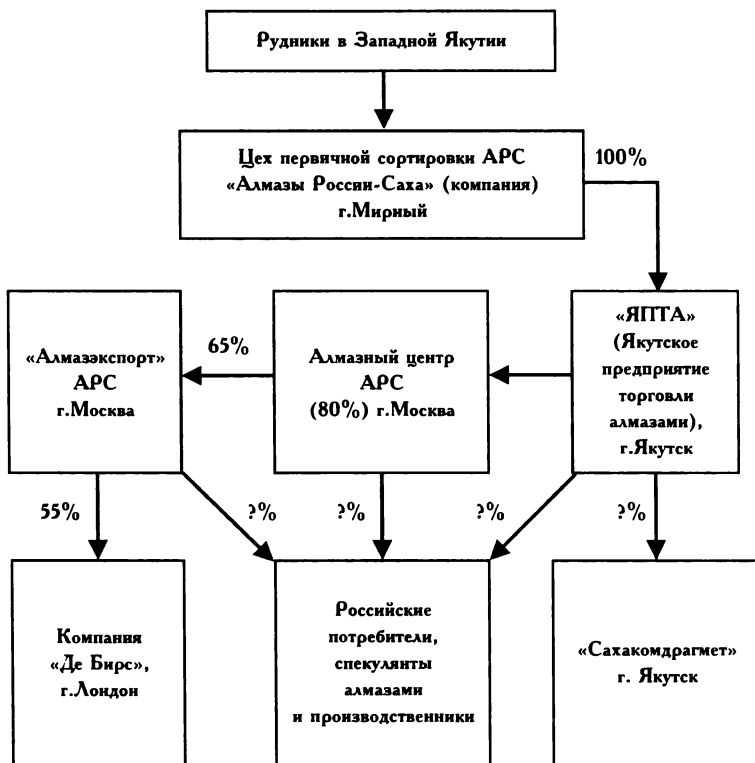 Рудники в Западной Якутии
Цех первичной сортировки АРС
«Алмазы России-Саха» (компания)
г.Мирный
100%
«Алмазэкспорт»
АРС
г.Москва
65%
Алмазный центр
АРС
(80%) г.Москва
«ЯПТА»
(Якутское
предприятие
торговли
алмазами),
г.Якутск
55%
?%
?%
?%
?%
Компания
«Де Бирс»,
г.Лондон
Российские
потребители,
спекулянты
алмазами
и производственники
«Сахакомдрагмет»
г. Якутск